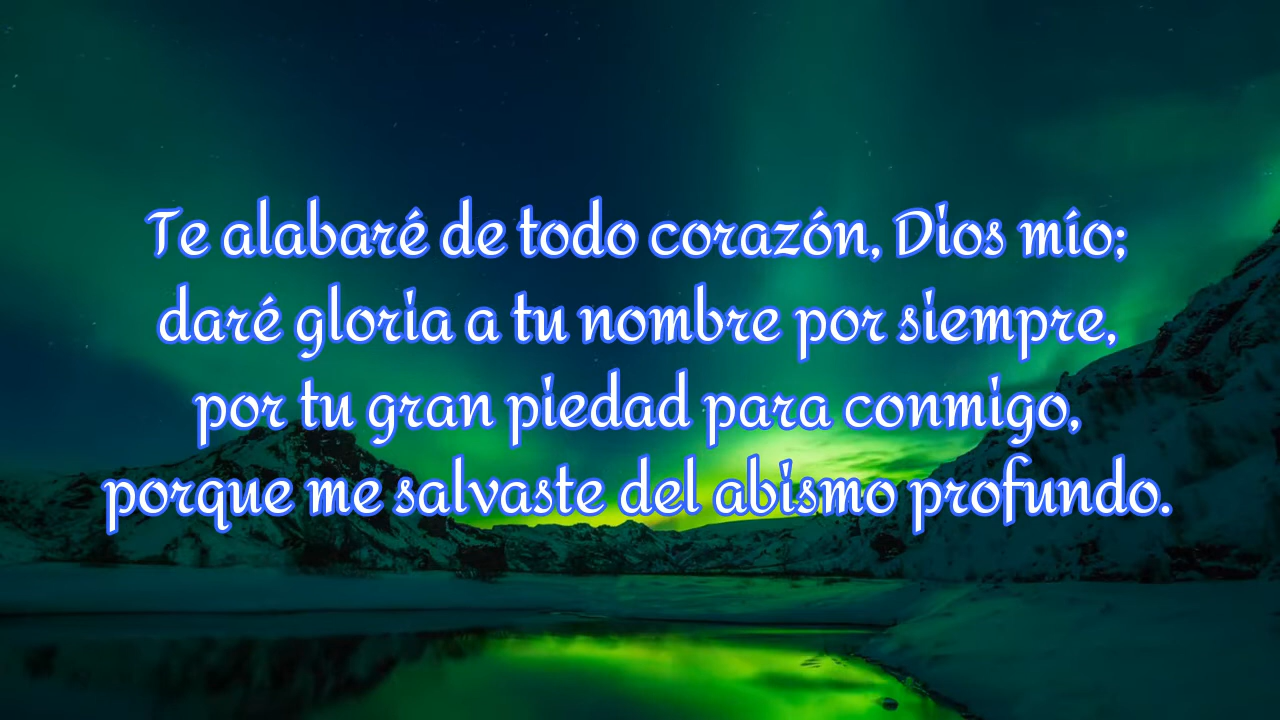 Te alabaré de todo corazón, Dios mío;
daré gloria a tu nombre por siempre,
por tu gran piedad para conmigo,
porque me salvaste del abismo profundo.